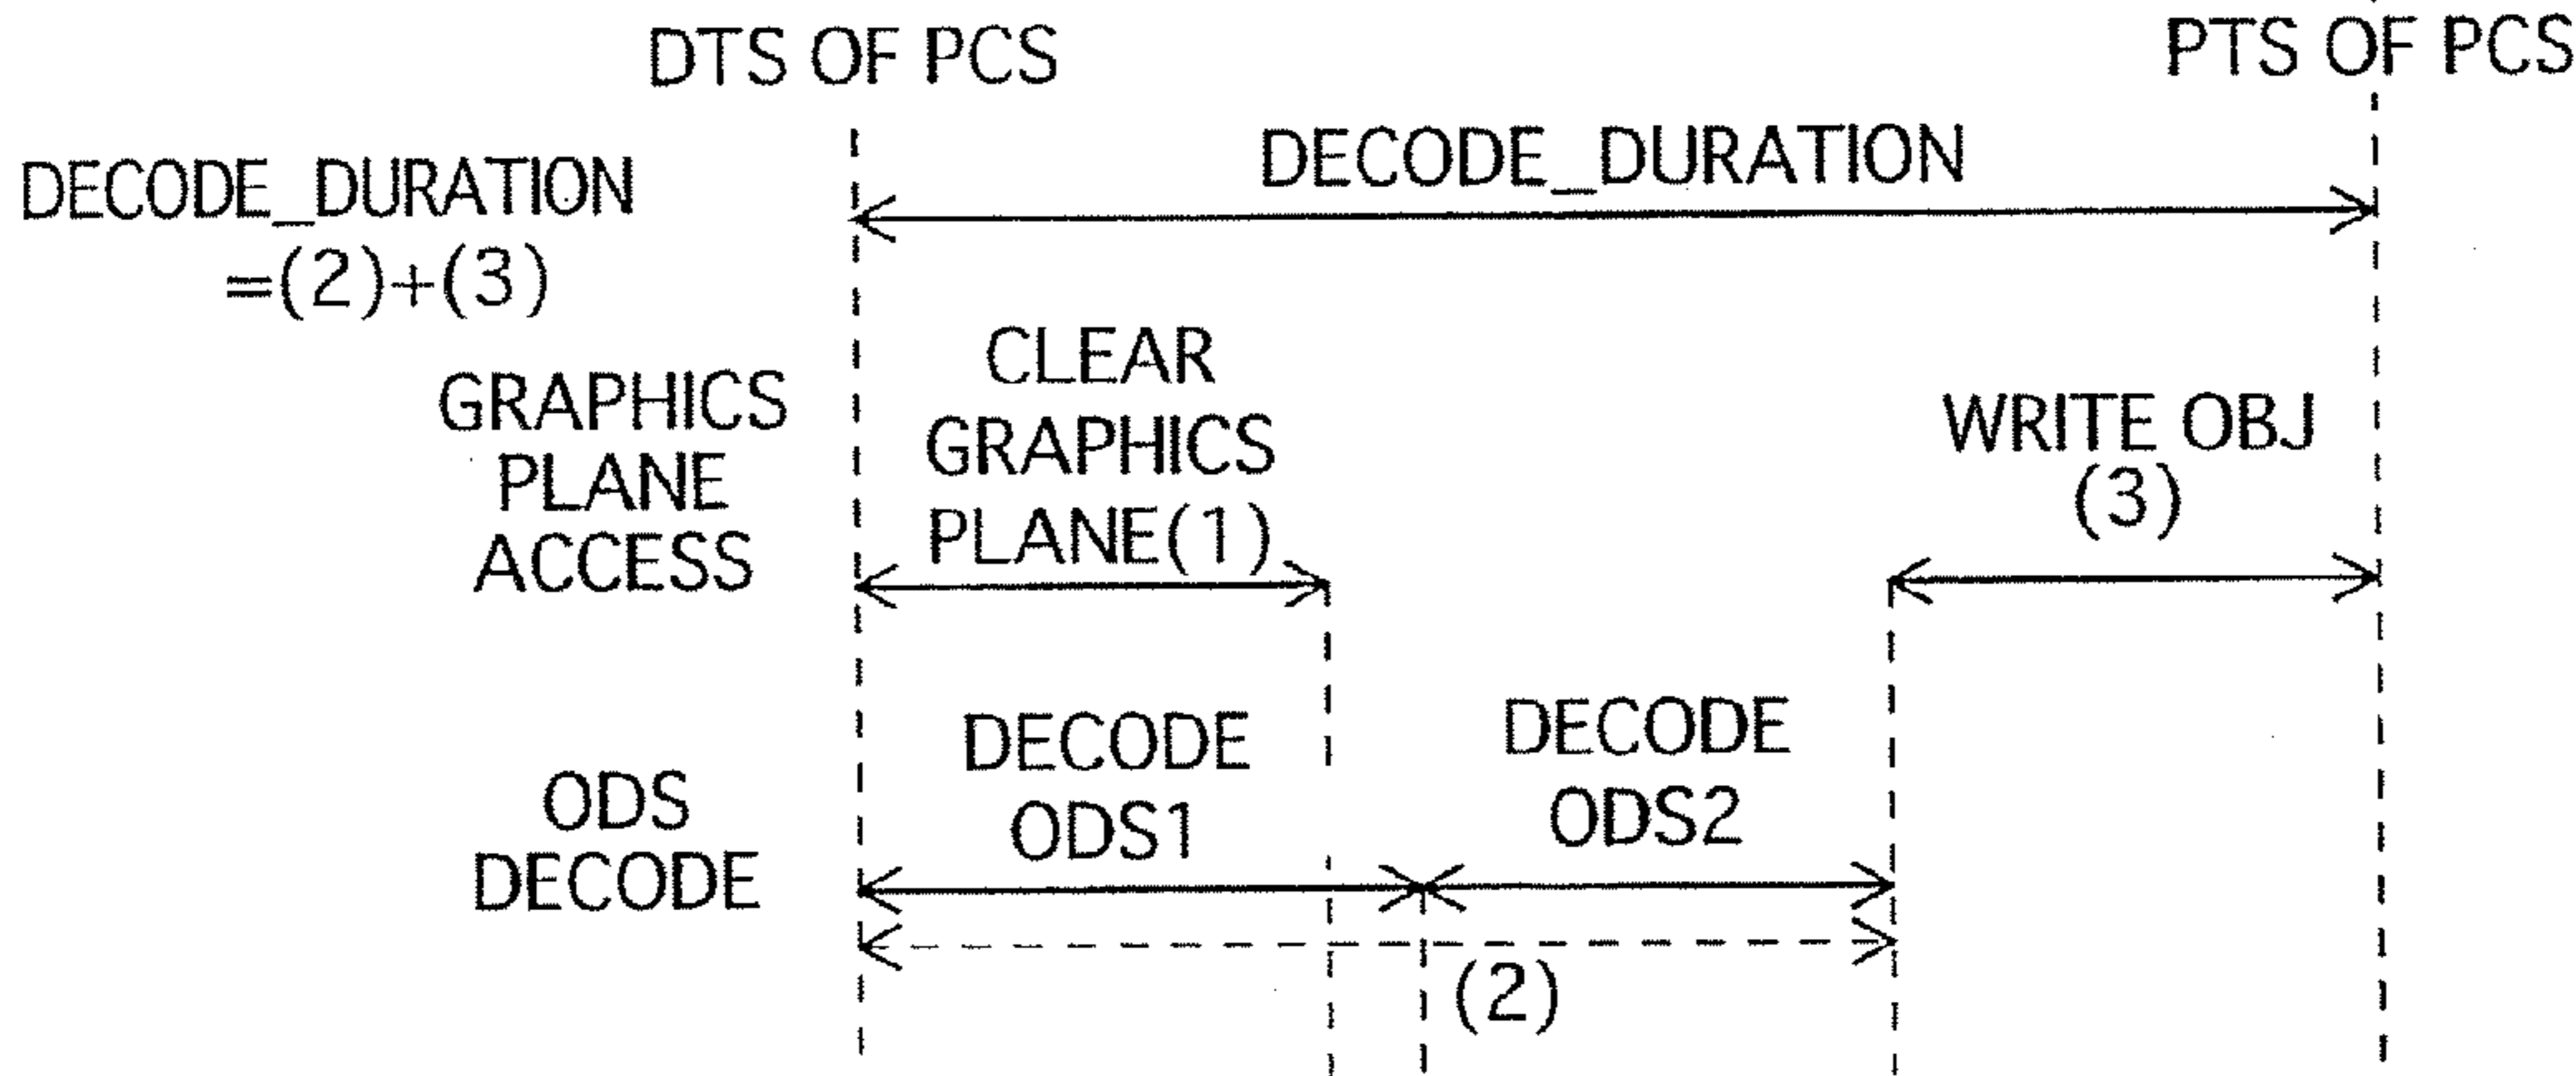 DTS OF PCS
PTS OF PCS
DECODE_DURATION
DECODE_DURATION
=(2)+(3)
GRAPHICS
PLANE
ACCESS
CLEAR
GRAPHICS
PLANE(1)
WRITE OBJ
(3)
ODS
DECODE
DECODE
ODS1
DECODE
ODS2
(2)